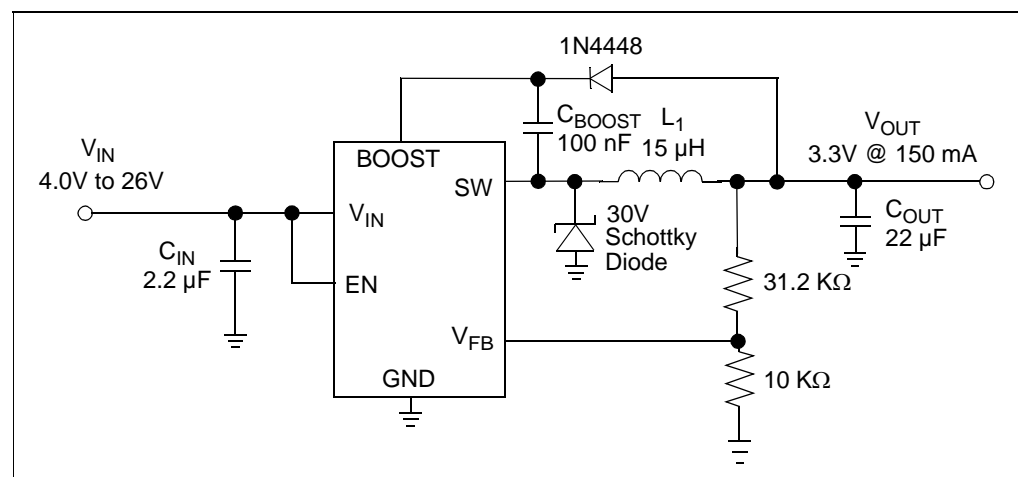 1N4448
C_BOOST
100 nF
L_1
15 µH
V_IN
4.0V to 26V
V_OUT
3.3V @ 150 mA
BOOST
SW
V_IN
EN
V_FB
GND
C_IN
2.2 µF
30V
Schottky
Diode
C_OUT
22 µF
31.2 KΩ
10 KΩ